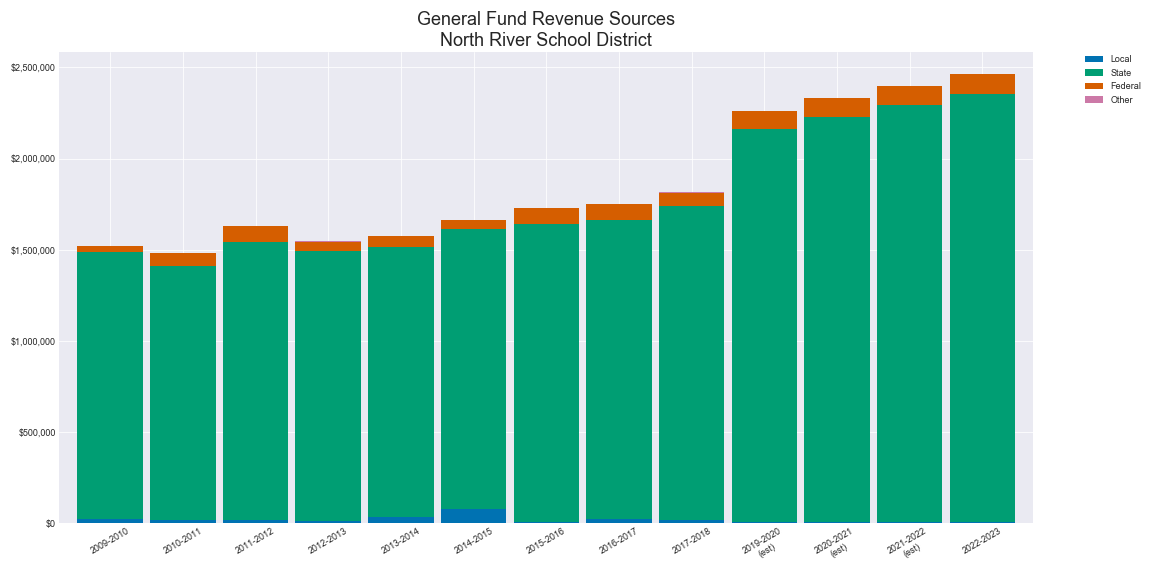 General Fund Revenue Sources
North River School District
Local
State
Federal
Other
$2,500,000
$2,000,000
$1,500,000
$1,000,000
$500,000
$0
2009-2010
2010-2011
2011-2012
2012-2013
2013-2014
2014-2015
2015-2016
2016-2017
2017-2018
2019-2020
(est)
2020-2021
(est)
2021-2022
(est)
2022-2023